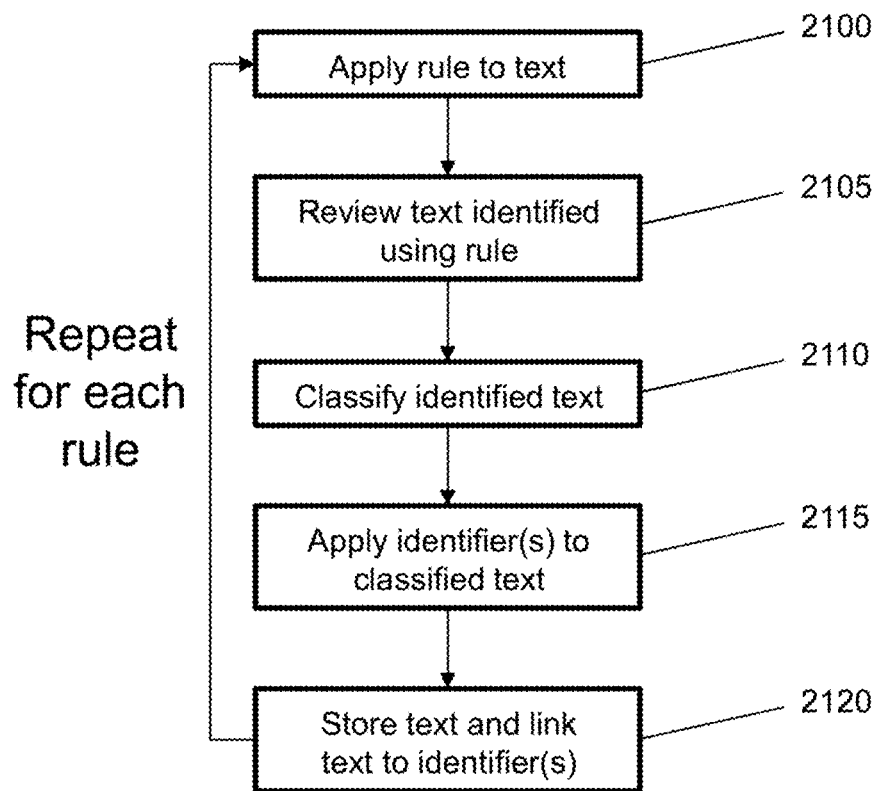 2100
Apply rule to text
2105
Review text identified
using rule
Repeat
for each
rule
2110
Classify identified text
2115
Apply identifier(s) to
classified text
2120
Store text and link
text to identifier(s)